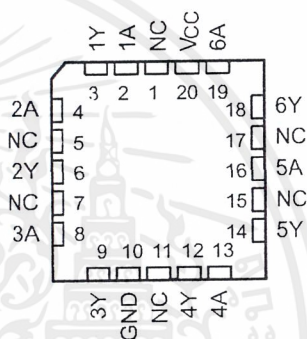 1Y 1A NC VCC 6A
3 2 1 20 19
2A 4 18 6Y
NC 5 17 NC
2Y 6 16 5A
NC 7 15 NC
3A 8 14 5Y
9 10 11 12 13
3Y GND NC 4Y 4A